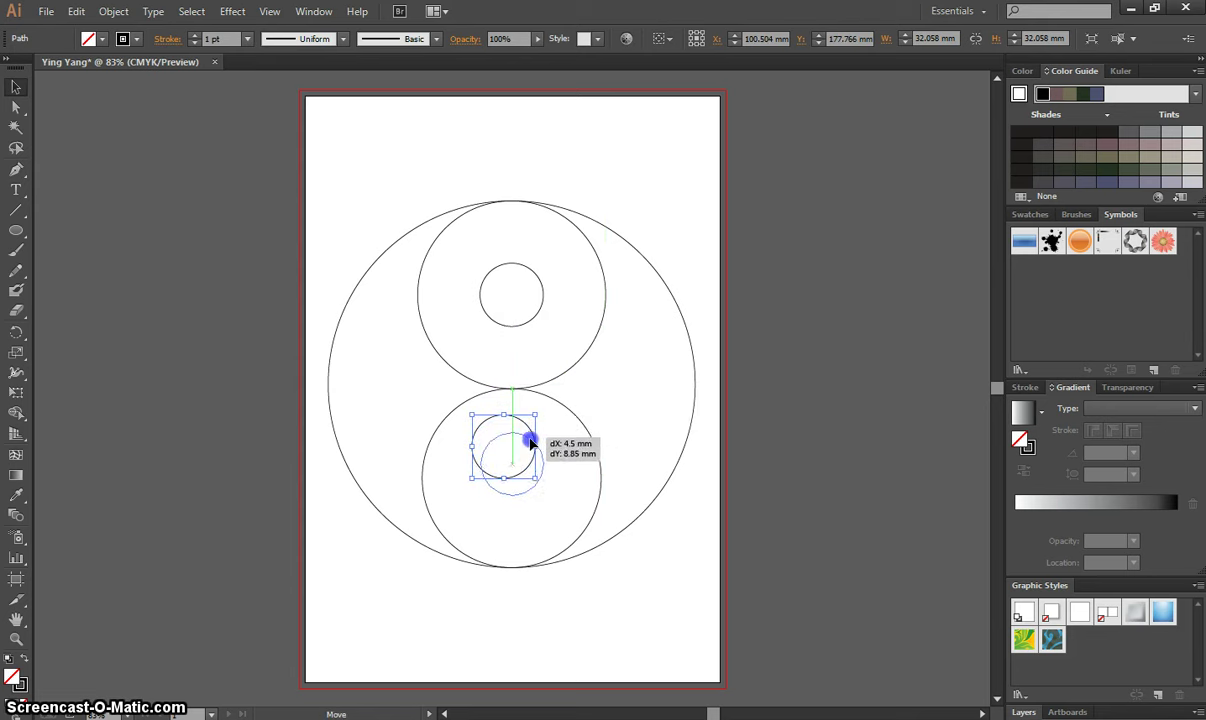 Ai File Edit Object Type Select Effect View Window Help Br Essentials
Path Stroke: 1 pt Uniform Basic Opacity: 100% Style: X: 100.504 mm Y: 177.766 mm W: 32.058 mm H: 32.058 mm
Ying Yang* @ 83% (CMYK/Preview)
Color Color Guide Kuler
Shades Tints
None
Swatches Brushes Symbols
Stroke Gradient Transparency
Type:
Stroke:
dX: 4.5 mm
dY: 8.85 mm
Opacity:
Location:
Graphic Styles
Layers Artboards
Move
Screencast-O-Matic.com